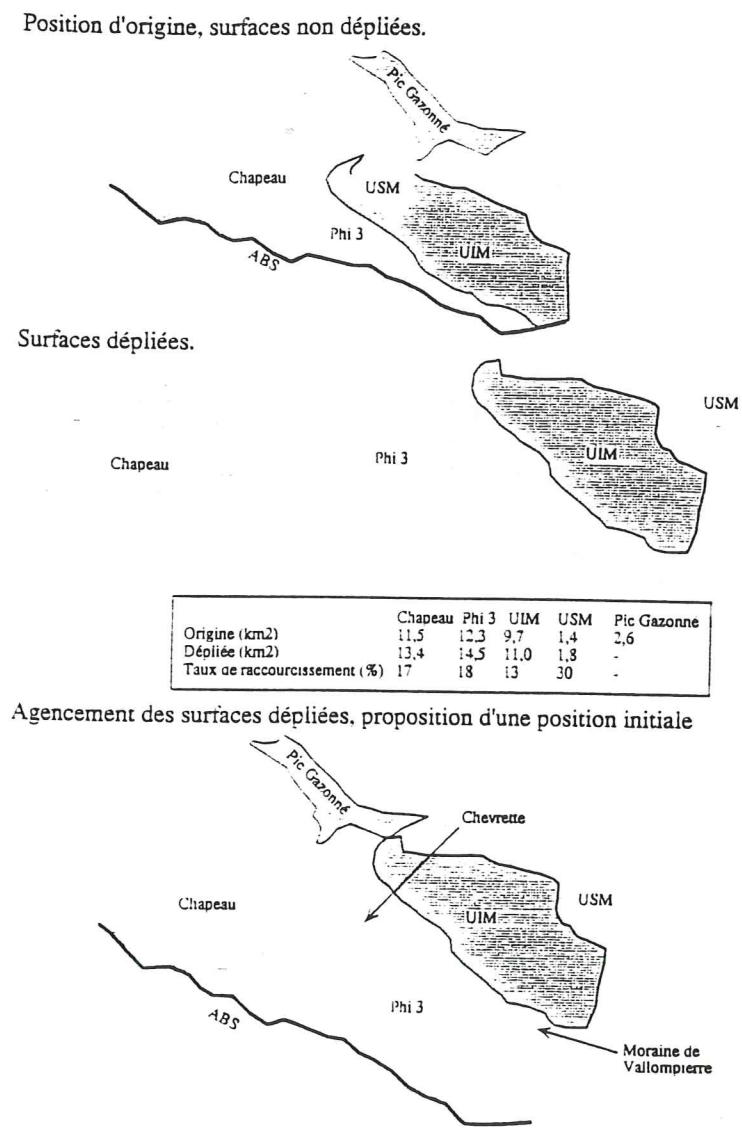 Position d'origine, surfaces non dépliées.
Pic Gazonné
Chapeau
USM
Phi 3
UIM
ABS
Surfaces dépliées.
USM
UIM
Chapeau
Phi 3
Chapeau Phi 3 UIM USM Pic Gazonne
Origine (km2) 11,5 12,3 9,7 1,4 2,6
Dépliée (km2) 13,4 14,5 11,0 1,8 -
Taux de raccourcissement (%) 17 18 13 30 -
Agencement des surfaces dépliées, proposition d'une position initiale
Pic Gazonné
Chevrette
Chapeau
UIM
USM
Phi 3
ABS
Moraine de
Vallompierre